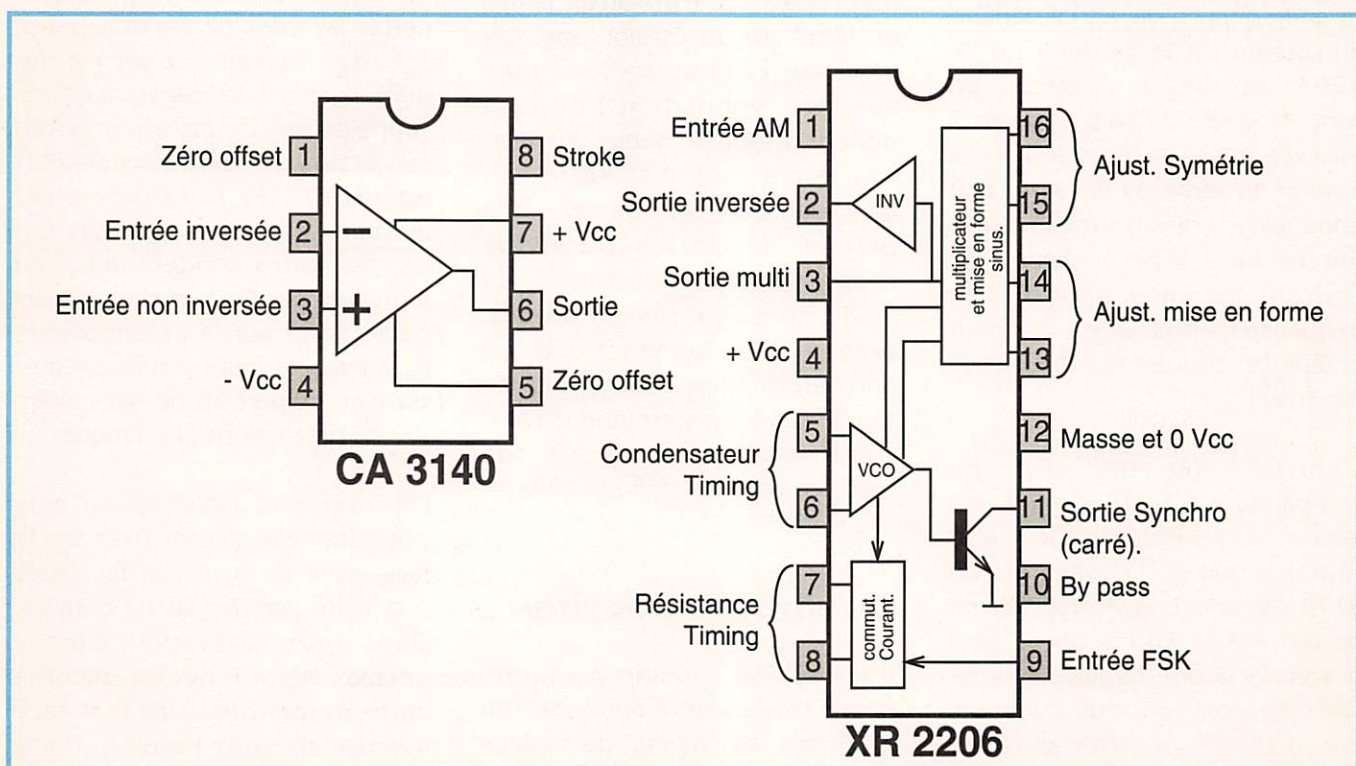 Zéro offset 1
8 Stroke
Entrée inversée 2 −
7 + Vcc
Entrée non inversée 3 +
6 Sortie
- Vcc 4
5 Zéro offset
CA 3140
Entrée AM 1
16
Ajust. Symétrie
Sortie inversée 2
INV
15
multiplicateur
et mise en forme
sinus.
Sortie multi 3
14
Ajust. mise en forme
+ Vcc 4
13
5
Condensateur
Timing
VCO
12 Masse et 0 Vcc
6
11 Sortie Synchro
(carré).
7
Résistance
Timing
commut.
Courant.
10 By pass
8
9 Entrée FSK
XR 2206